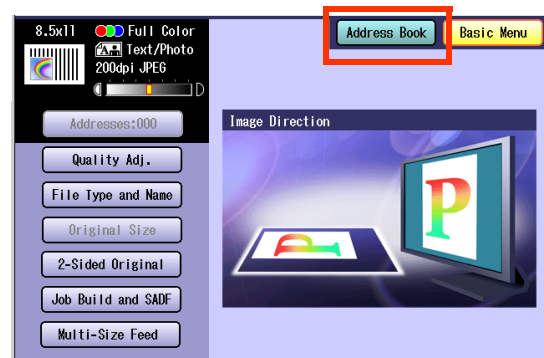 8.5x11 Full Color
A Text/Photo
200dpi JPEG
Address Book
Basic Menu
Addresses:000
Image Direction
Quality Adj.
File Type and Name
Original Size
2-Sided Original
Job Build and SADF
Multi-Size Feed
P
P